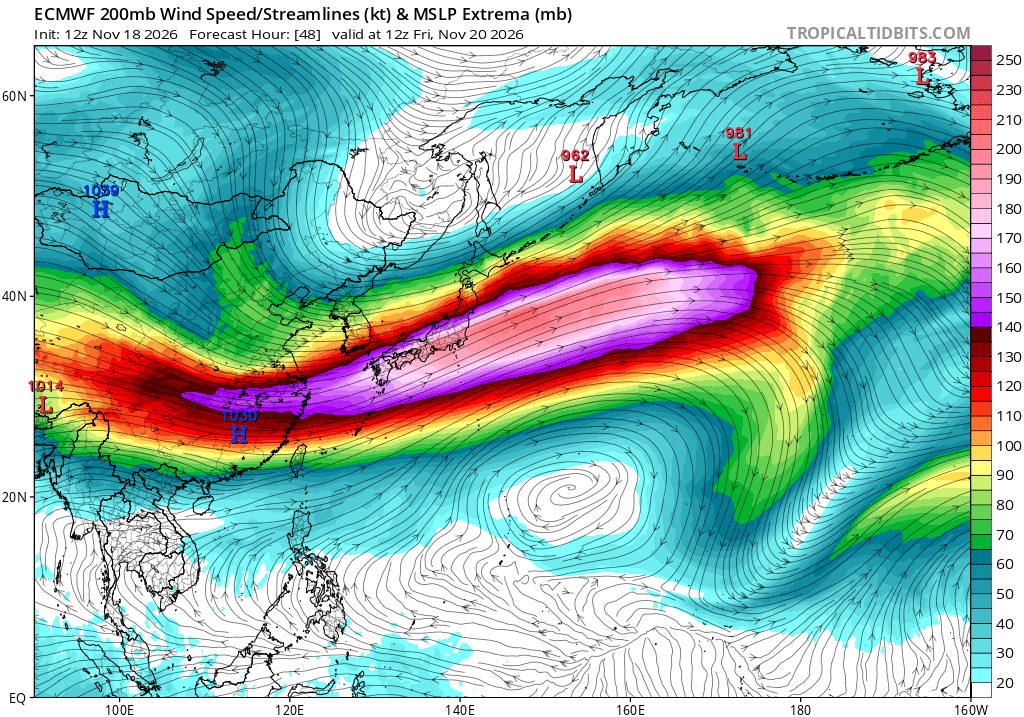 ECMWF 200mb Wind Speed/Streamlines (kt) & MSLP Extrema (mb)
Init: 12z Nov 18 2026 Forecast Hour: [48] valid at 12z Fri, Nov 20 2026
TROPICALTIDBITS.COM
983
L
981
L
962
L
1039
H
1014
L
1030
H
60N
40N
20N
EQ
100E
120E
140E
160E
180
160W
250
230
210
200
190
180
170
160
150
140
130
120
110
100
90
80
70
60
50
40
30
20